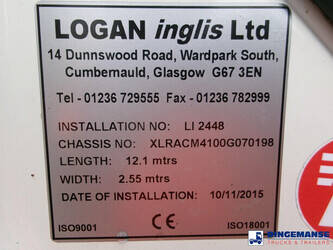 LOGAN inglis Ltd
14 Dunnswood Road, Wardpark South,
Cumbernauld, Glasgow G67 3EN
Tel - 01236 729555 Fax - 01236 782999
INSTALLATION NO: LI 2448
CHASSIS NO: XLRACM4100G070198
LENGTH: 12.1 mtrs
WIDTH: 2.55 mtrs
DATE OF INSTALLATION: 10/11/2015
ISO9001 CE ISO18001
BINGEMANSE
TRUCKS & TRAILERS